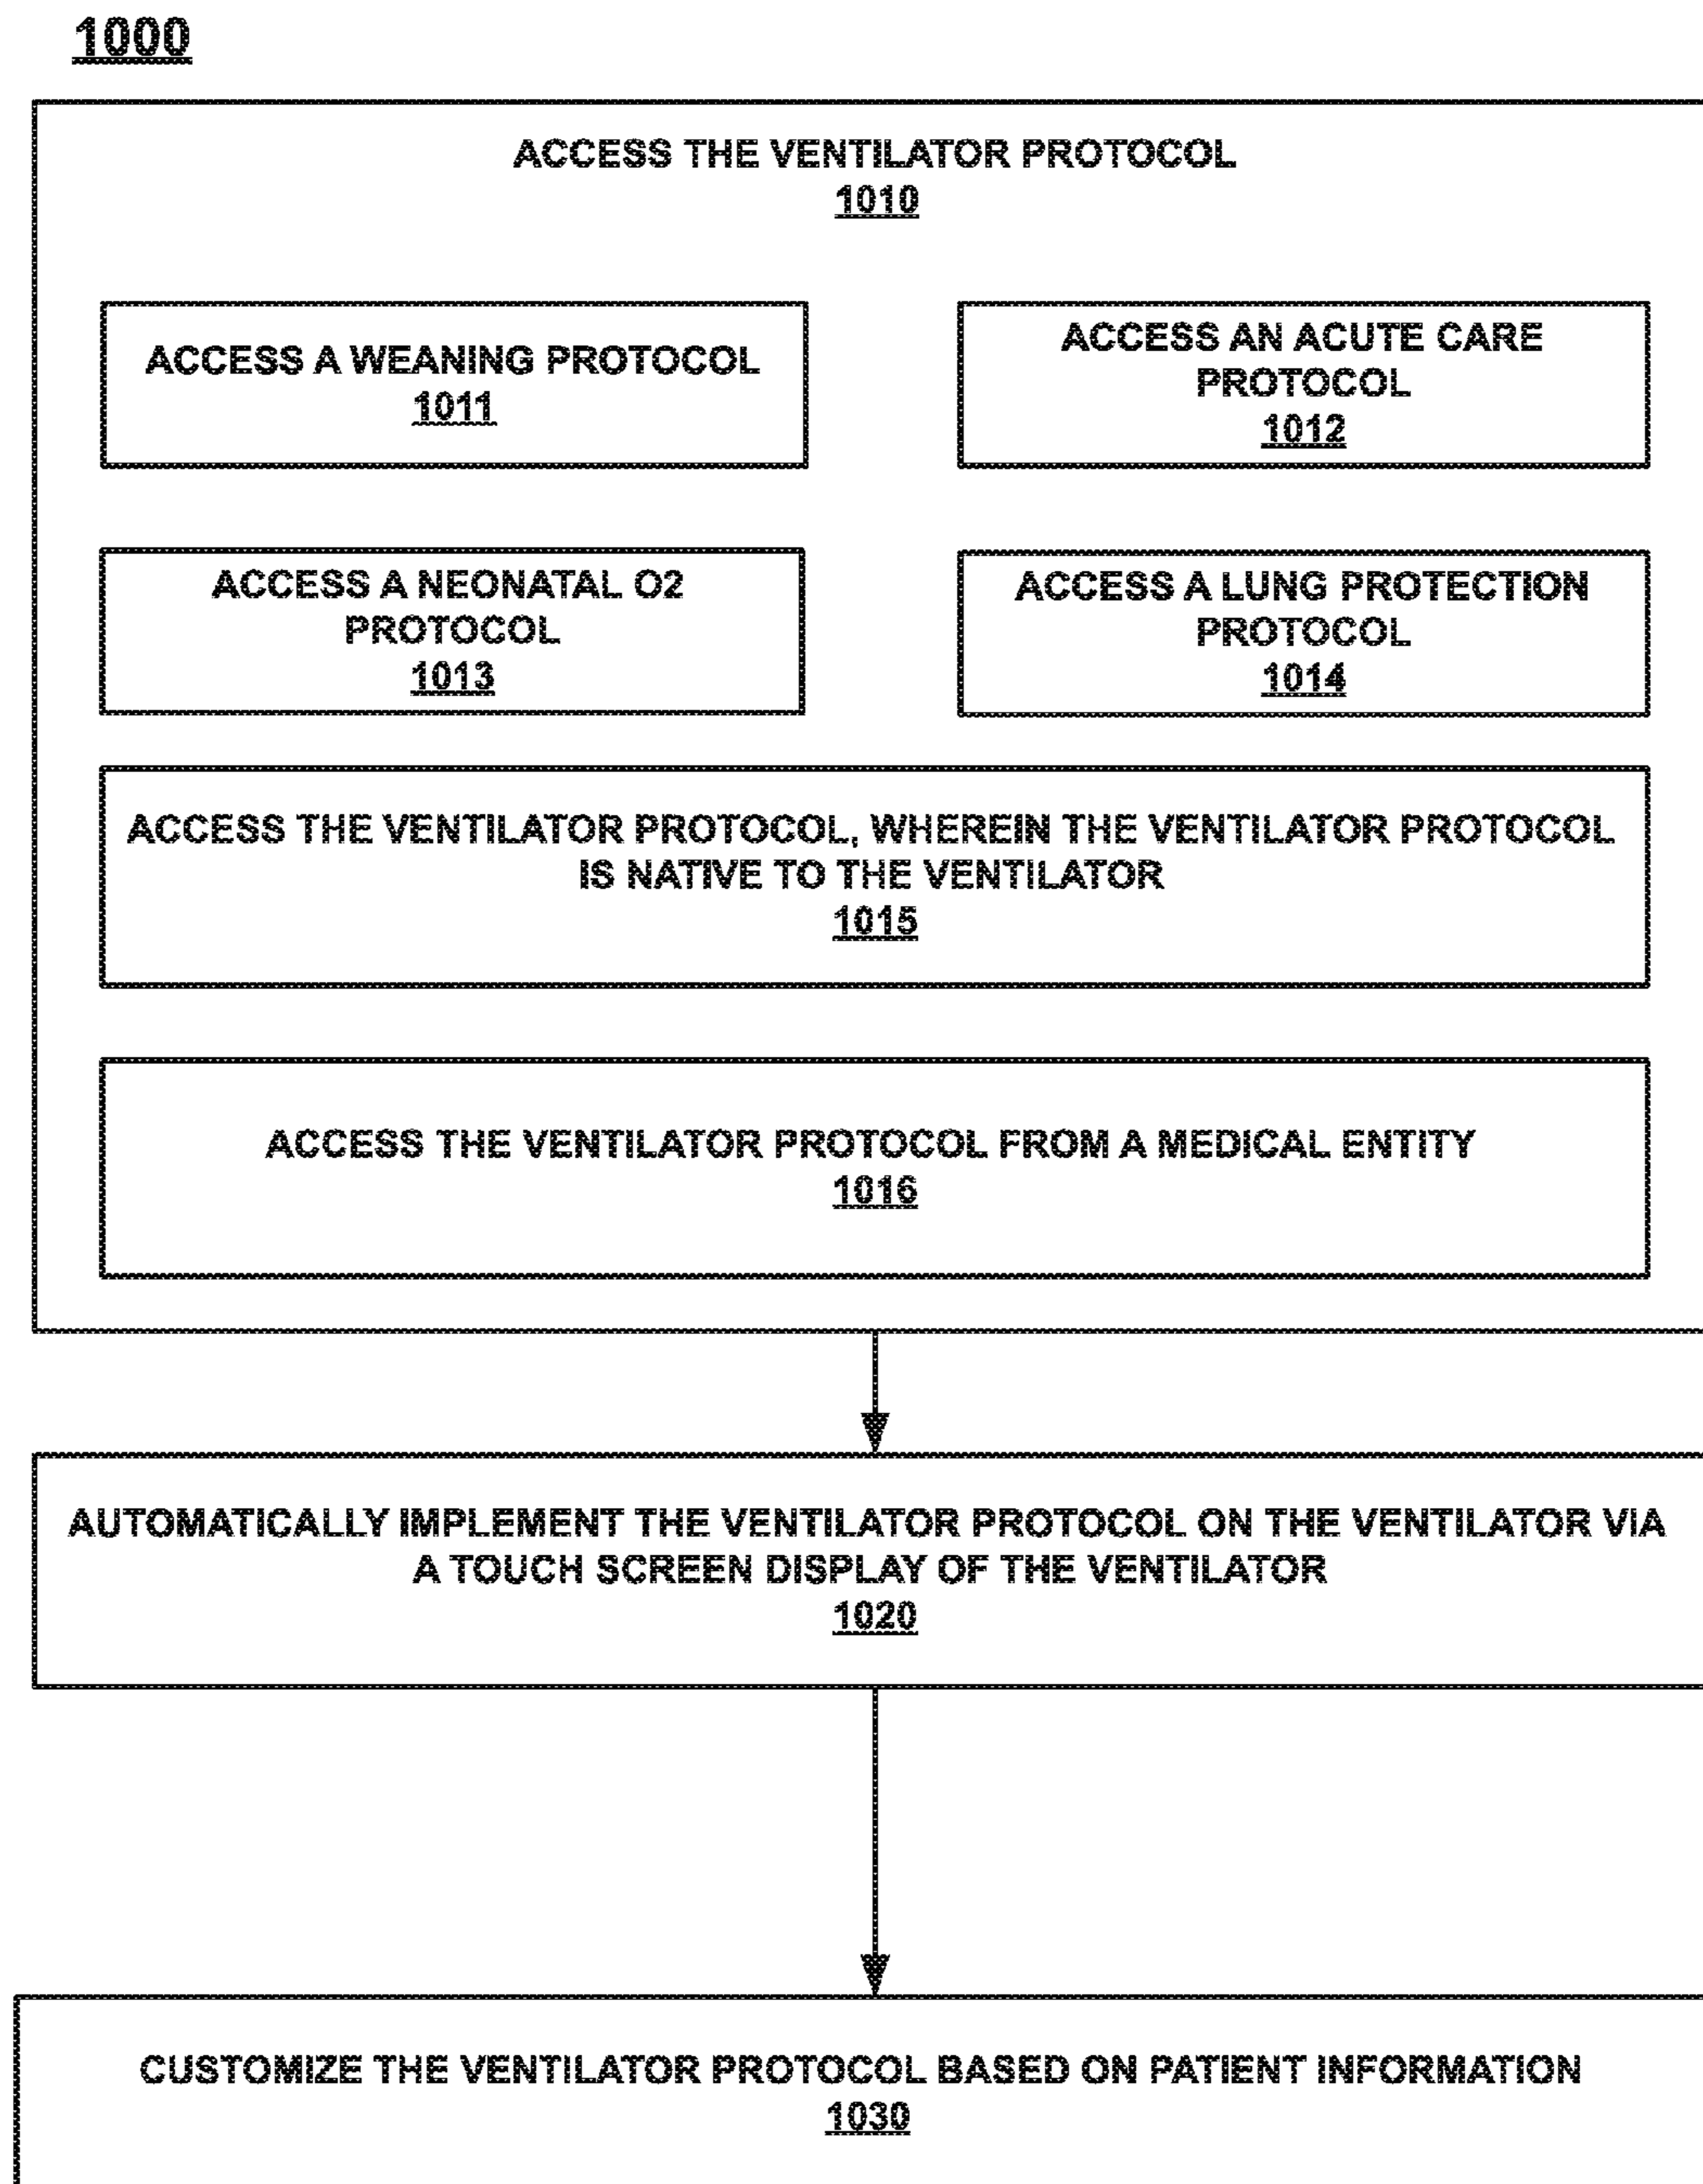 1000
ACCESS THE VENTILATOR PROTOCOL
1010
ACCESS A WEANING PROTOCOL
1011
ACCESS AN ACUTE CARE
PROTOCOL
1012
ACCESS A NEONATAL O2
PROTOCOL
1013
ACCESS A LUNG PROTECTION
PROTOCOL
1014
ACCESS THE VENTILATOR PROTOCOL, WHEREIN THE VENTILATOR PROTOCOL
IS NATIVE TO THE VENTILATOR
1015
ACCESS THE VENTILATOR PROTOCOL FROM A MEDICAL ENTITY
1016
AUTOMATICALLY IMPLEMENT THE VENTILATOR PROTOCOL ON THE VENTILATOR VIA
A TOUCH SCREEN DISPLAY OF THE VENTILATOR
1020
CUSTOMIZE THE VENTILATOR PROTOCOL BASED ON PATIENT INFORMATION
1030